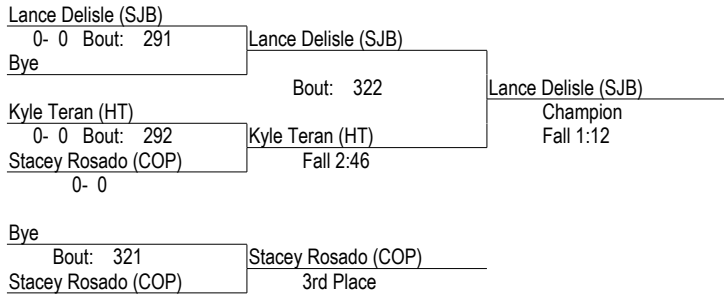 Lance Delisle (SJB)
0- 0 Bout: 291
Lance Delisle (SJB)
Bye
Bout: 322
Lance Delisle (SJB)
Kyle Teran (HT)
Champion
0- 0 Bout: 292
Kyle Teran (HT)
Fall 1:12
Stacey Rosado (COP)
Fall 2:46
0- 0
Bye
Bout: 321
Stacey Rosado (COP)
Stacey Rosado (COP)
3rd Place